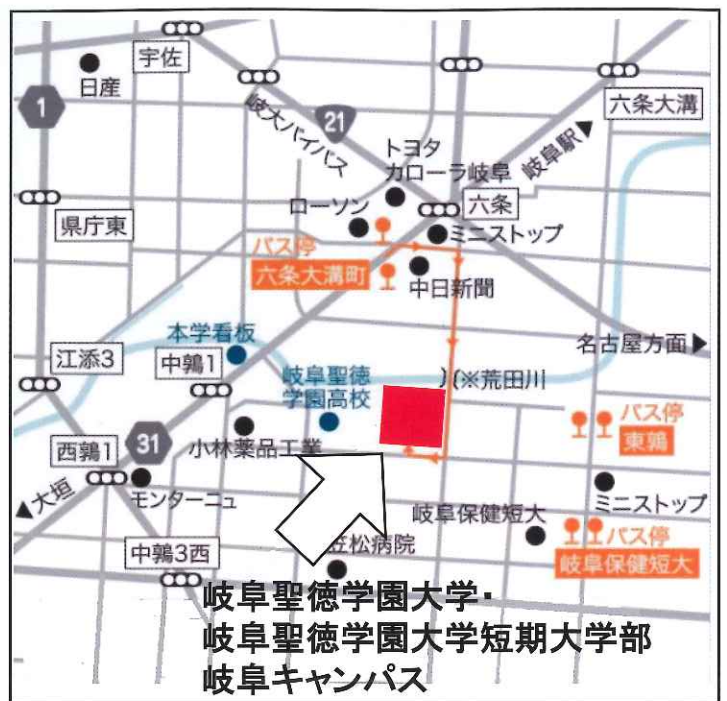 宇佐
日産
1
21
岐大バイパス
六条大溝
岐阜駅▶
トヨタ
カローラ岐阜
県庁東
ローソン
六条
バス停
六条大溝町
ミニストップ
中日新聞
本学看板
江添3
中鶉1
名古屋方面▶
岐阜聖徳
学園高校
)(※荒田川
バス停
東鶉
西鶉1
31
小林薬品工業
◀大垣
モンターニュ
ミニストップ
岐阜保健短大
バス停
岐阜保健短大
中鶉3西
笠松病院
岐阜聖徳学園大学・
岐阜聖徳学園大学短期大学部
岐阜キャンパス